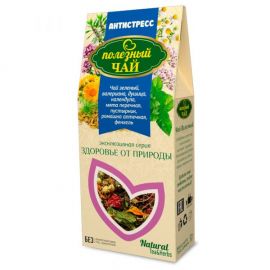 АНТИСТРЕСС
полезный
ЧАЙ
Чай зеленый,
валериана, душица,
календула,
мята перечная,
пустырник,
ромашка аптечная,
фенхель
эксклюзивная серия
ЗДОРОВЬЕ ОТ ПРИРОДЫ
БЕЗ
Natural
Tea&herbs